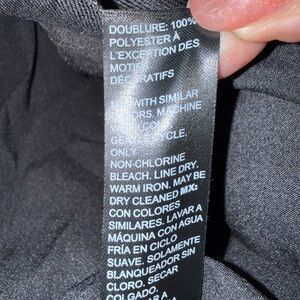 DOUBLURE: 100%
POLYESTER À
L'EXCEPTION DES
MOTIFS
DÉCORATIFS
WITH SIMILAR
MACHINE
CYCLE.
ONLY
NON-CHLORINE
BLEACH. LINE DRY.
WARM IRON. MAY BE
DRY CLEANED MX:
CON COLORES
SIMILARES. LAVAR A
MÁQUINA CON AGUA
FRÍA EN CICLO
SUAVE. SOLAMENTE
BLANQUEADOR SIN
CLORO. SECAR
COLGADO.